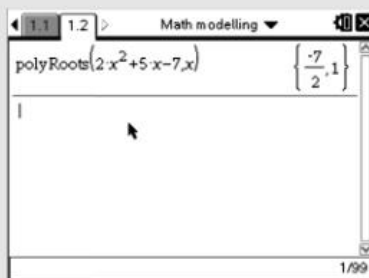 1.1 1.2 Math modelling
polyRoots(2·x²+5·x−7,x) {-7/2,1}
1/99